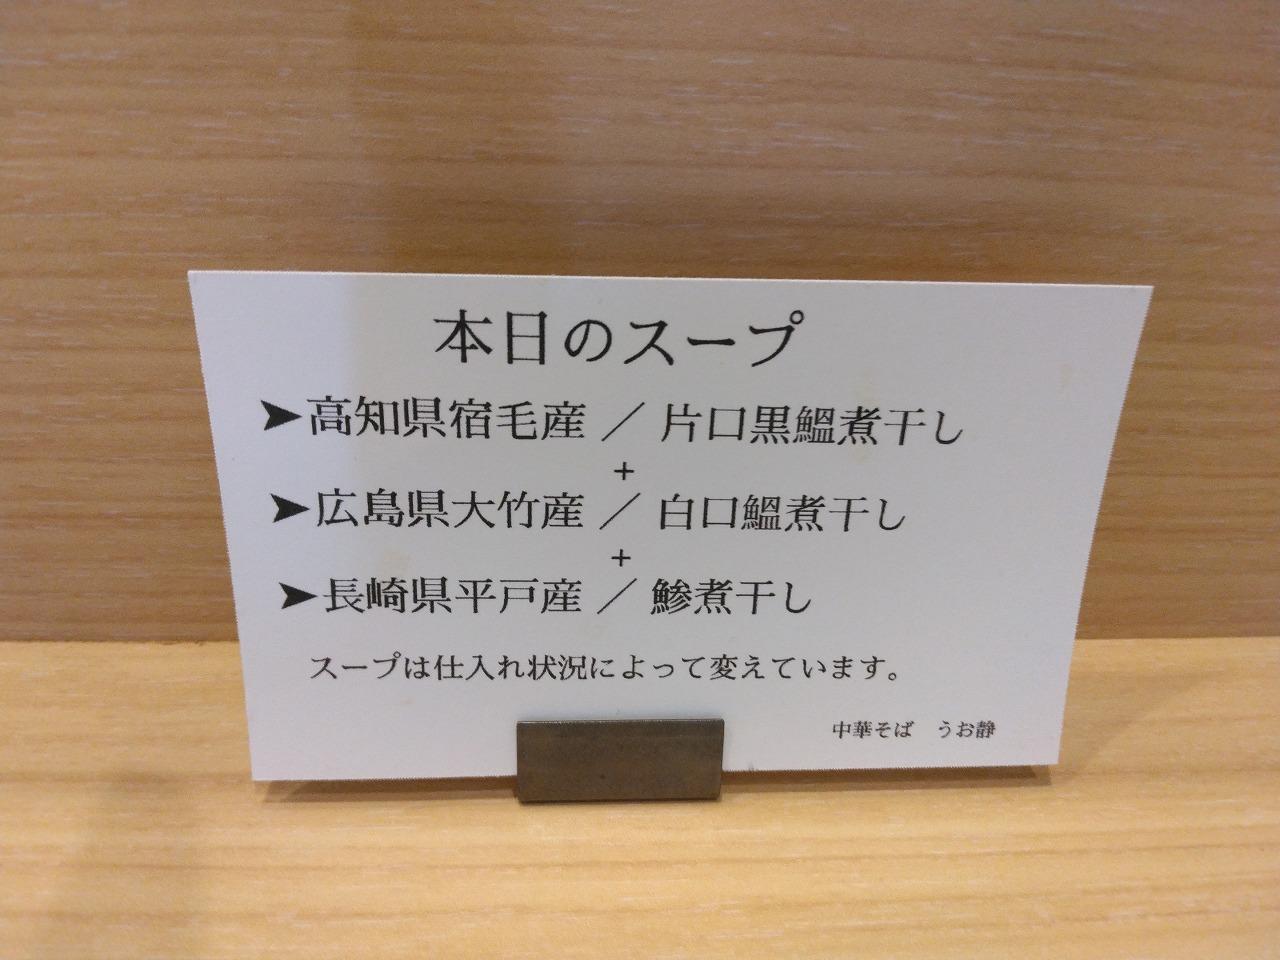 本日のスープ
➤高知県宿毛産 ／ 片口黒鰮煮干し
+
➤広島県大竹産 ／ 白口鰮煮干し
+
➤長崎県平戸産 ／ 鯵煮干し
スープは仕入れ状況によって変えています。
中華そば　うお静